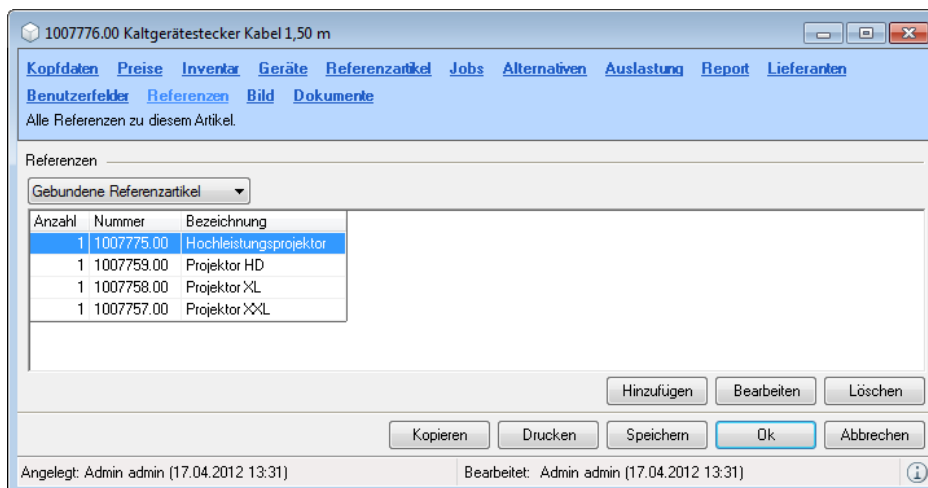 1007776.00 Kaltgerätestecker Kabel 1,50 m
Kopfdaten Preise Inventar Geräte Referenzartikel Jobs Alternativen Auslastung Report Lieferanten
Benutzerfelder Referenzen Bild Dokumente
Alle Referenzen zu diesem Artikel.
Referenzen
Gebundene Referenzartikel
Anzahl Nummer Bezeichnung
1 1007775.00 Hochleistungsprojektor
1 1007759.00 Projektor HD
1 1007758.00 Projektor XL
1 1007757.00 Projektor XXL
Hinzufügen Bearbeiten Löschen
Kopieren Drucken Speichern Ok Abbrechen
Angelegt: Admin admin (17.04.2012 13:31) Bearbeitet: Admin admin (17.04.2012 13:31)